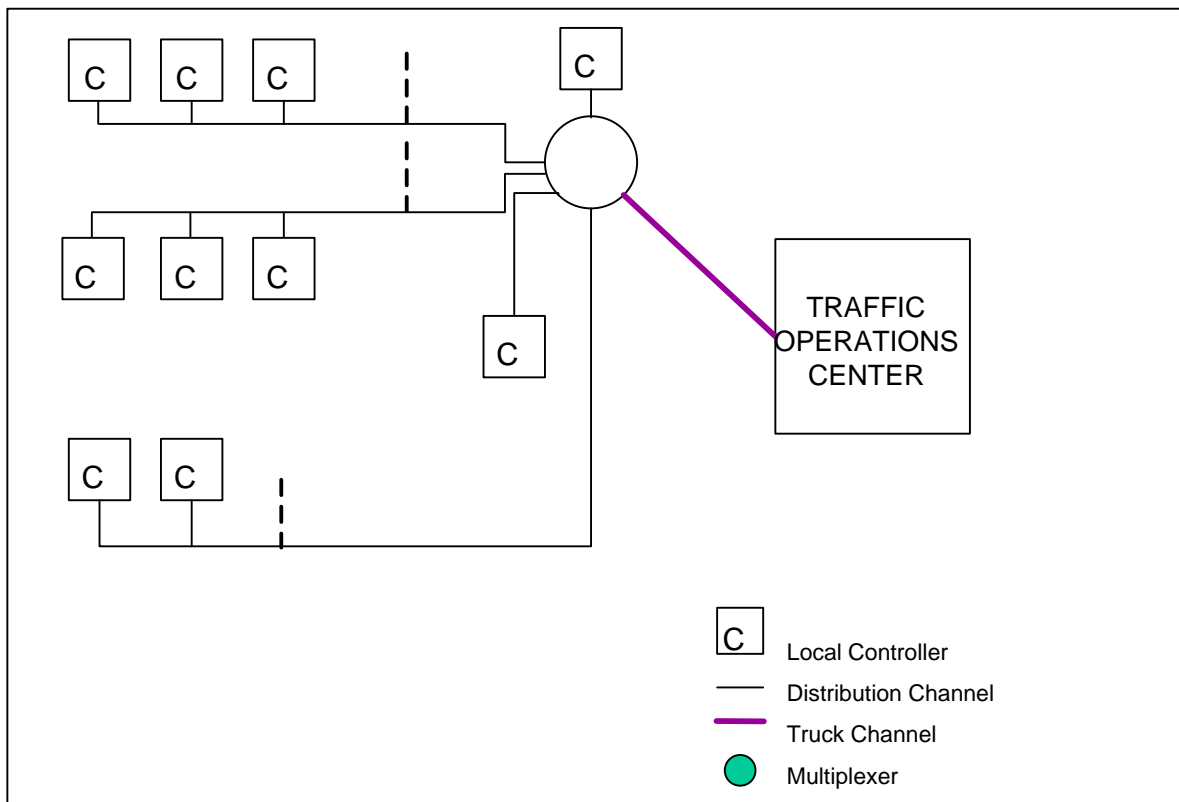 C
C C C
C C C
C
TRAFFIC
OPERATIONS
CENTER
C C
C Local Controller
Distribution Channel
Truck Channel
Multiplexer